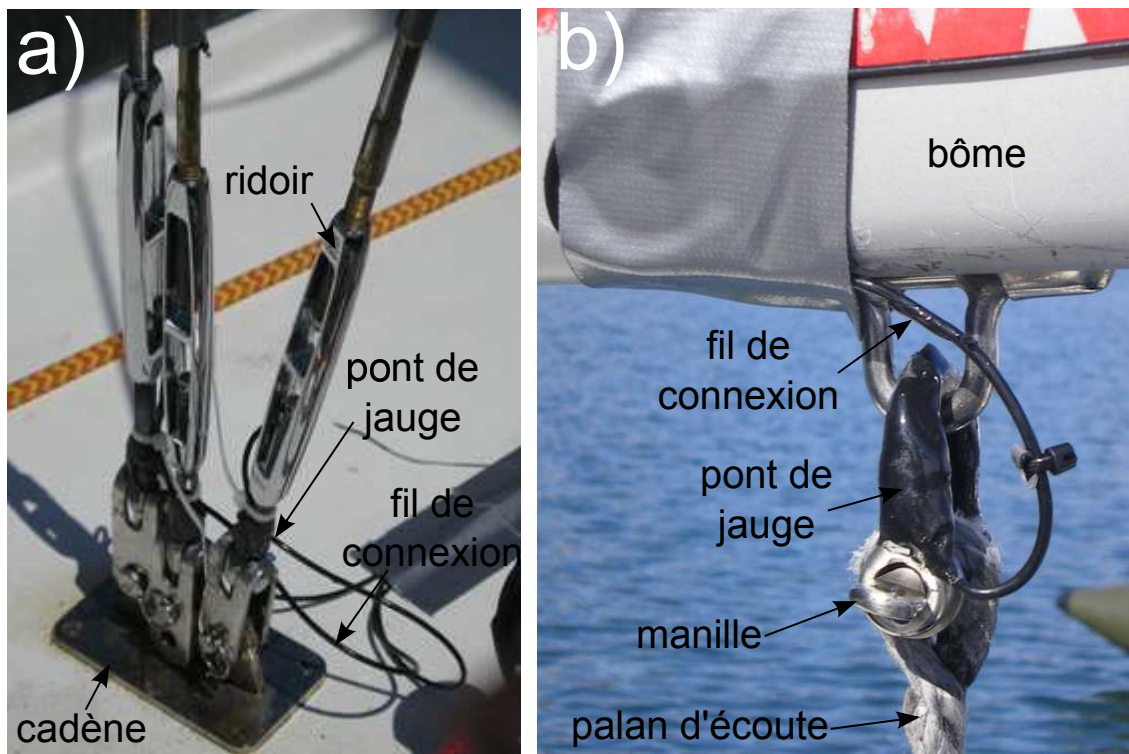 a)
ridoir
pont de
jauge
fil de
connexion
cadène
b)
bôme
fil de
connexion
pont de
jauge
manille
palan d'écoute